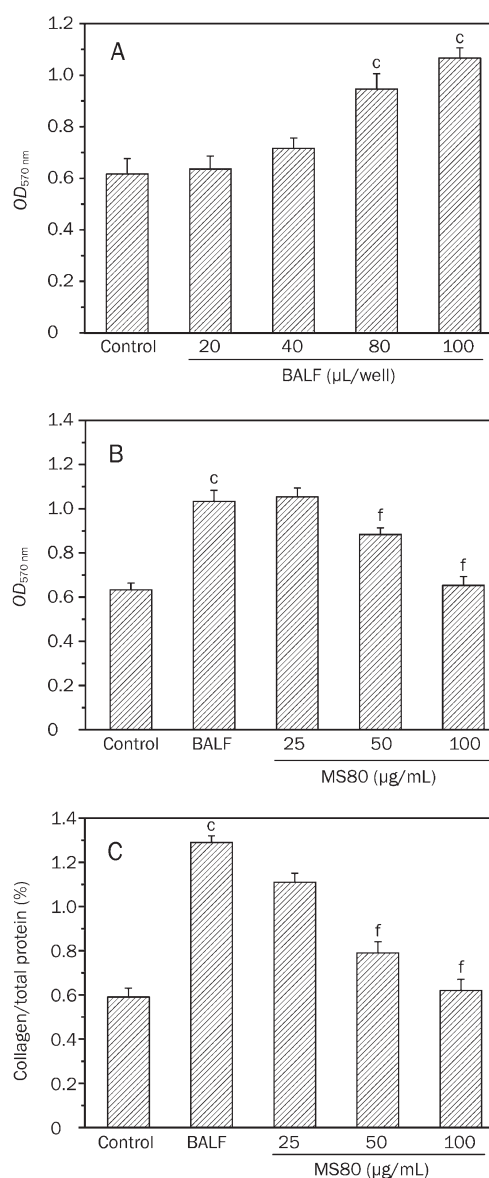 A
1.2
1.0
0.8
0.6
0.4
0.2
0
OD570 nm
c
c
Control 20 40 80 100
BALF (µL/well)
B
1.4
1.2
1.0
0.8
0.6
0.4
0.2
0
OD570 nm
c
f
f
Control BALF 25 50 100
MS80 (µg/mL)
C
1.4
1.2
1.0
0.8
0.6
0.4
0.2
0
Collagen/total protein (%)
c
f
f
Control BALF 25 50 100
MS80 (µg/mL)